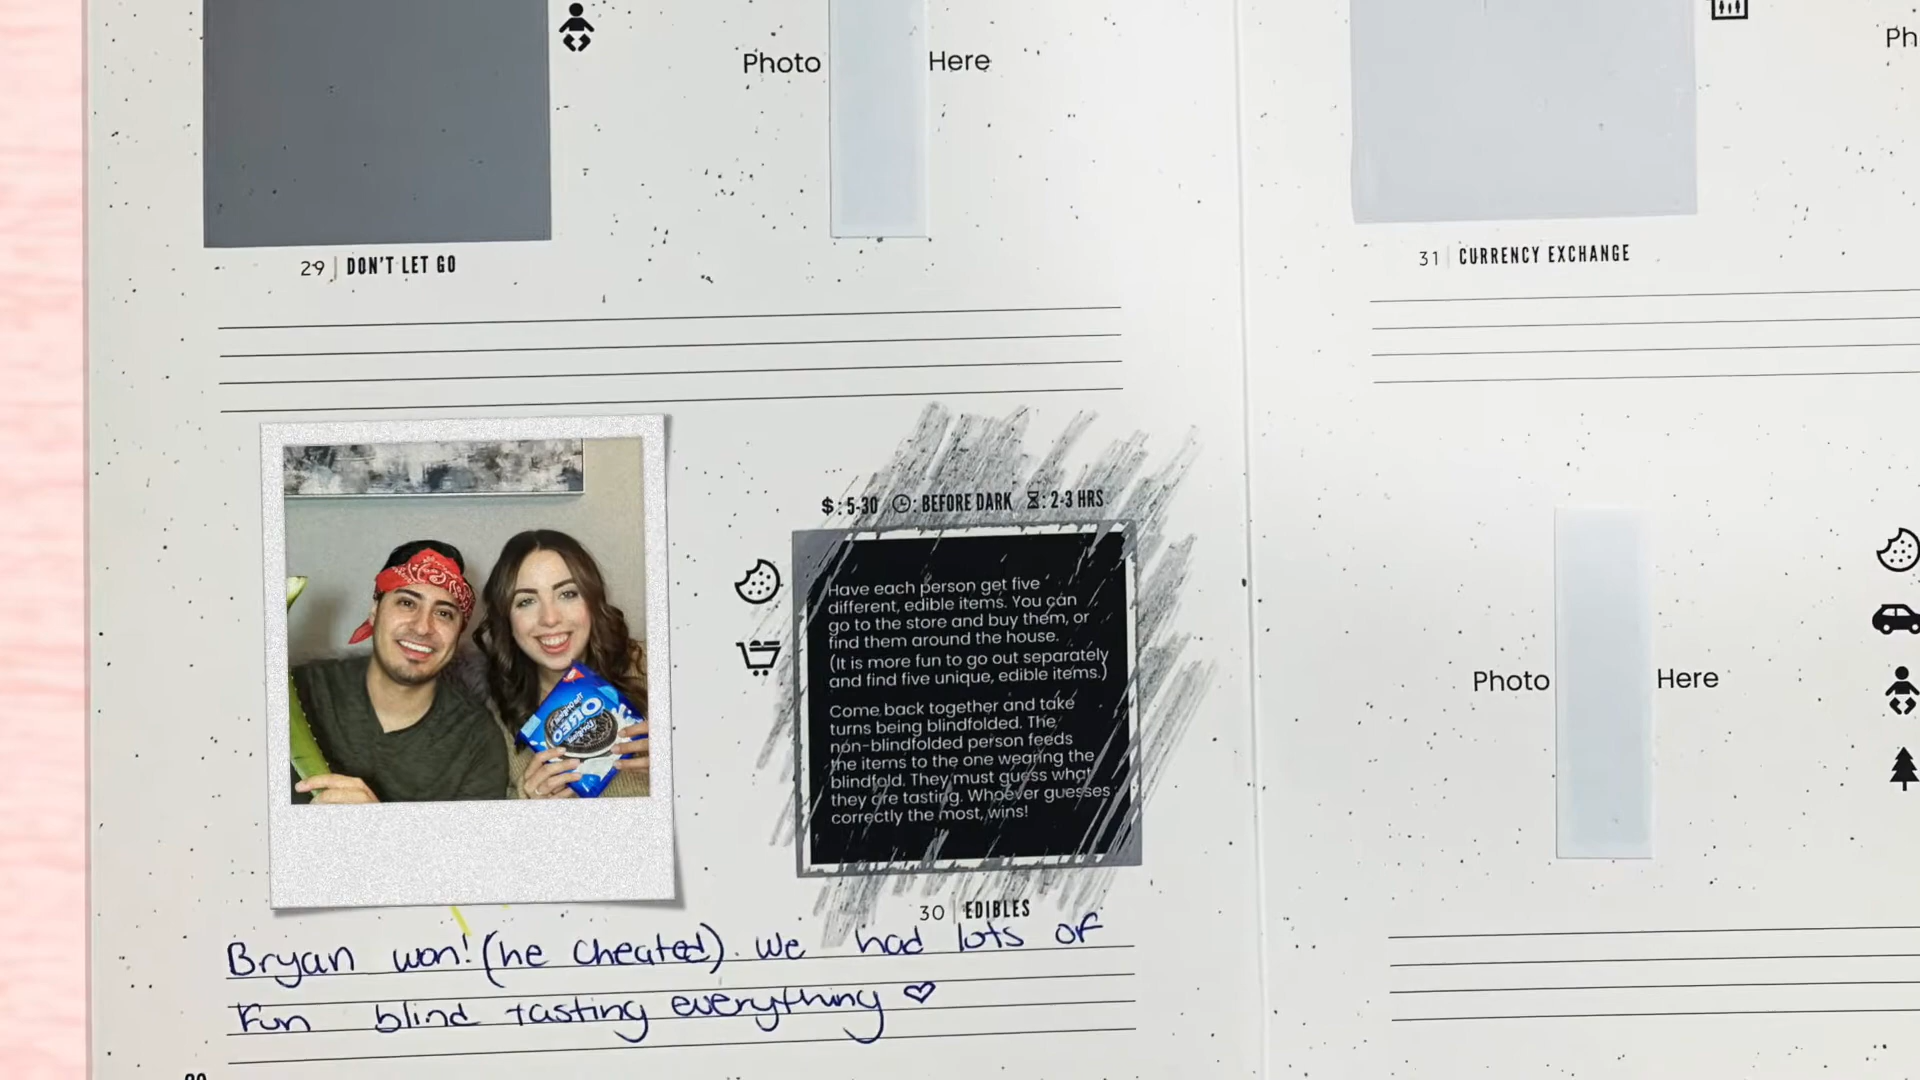 Photo Here
Ph
29 | DON'T LET GO
31 | CURRENCY EXCHANGE
$: 5-30 : BEFORE DARK : 2-3 HRS
Have each person get five
different, edible items. You can
go to the store and buy them, or
find them around the house.
(It is more fun to go out separately
and find five unique, edible items.)
Come back together and take
turns being blindfolded. The
non-blindfolded person feeds
the items to the one wearing the
blindfold. They must guess what
they are tasting. Whoever guesses
correctly the most, wins!
OREO
30 | EDIBLES
Bryan won! (he cheated). We had lots of
Fun blind tasting everything ♡
Photo Here